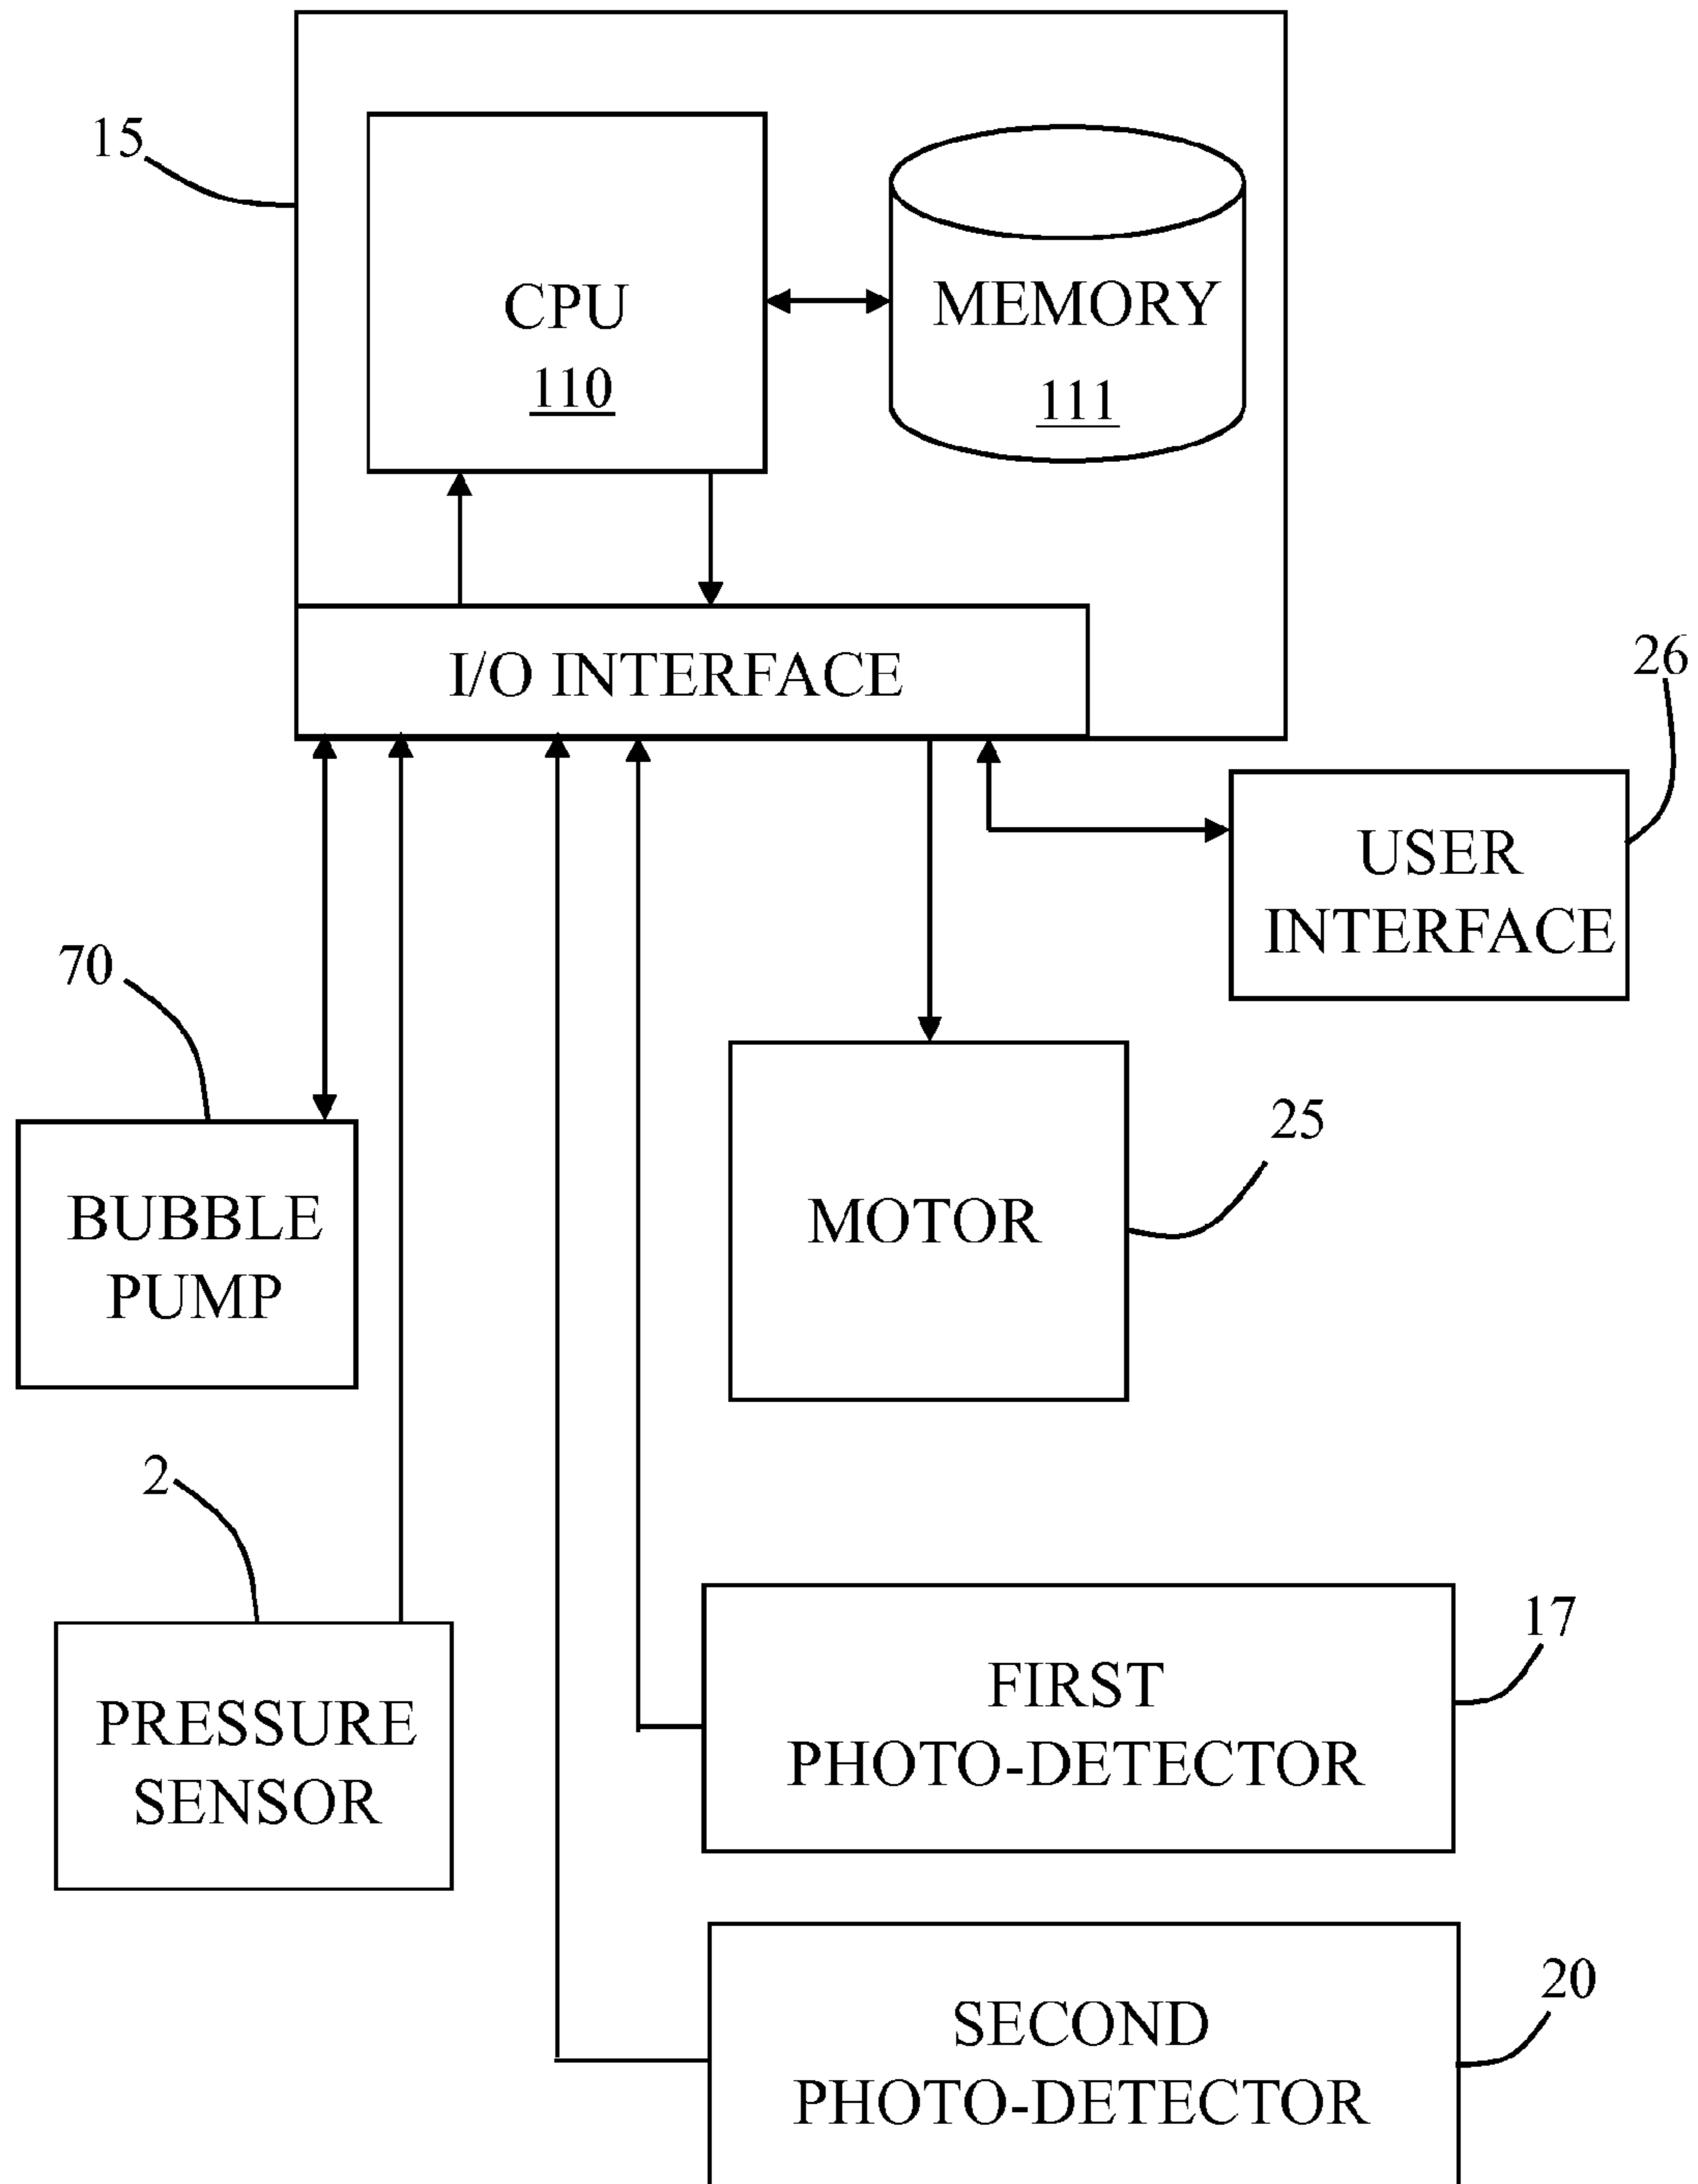 15
CPU
110
MEMORY
111
I/O INTERFACE
26
USER
INTERFACE
70
BUBBLE
PUMP
25
MOTOR
2
PRESSURE
SENSOR
17
FIRST
PHOTO-DETECTOR
20
SECOND
PHOTO-DETECTOR